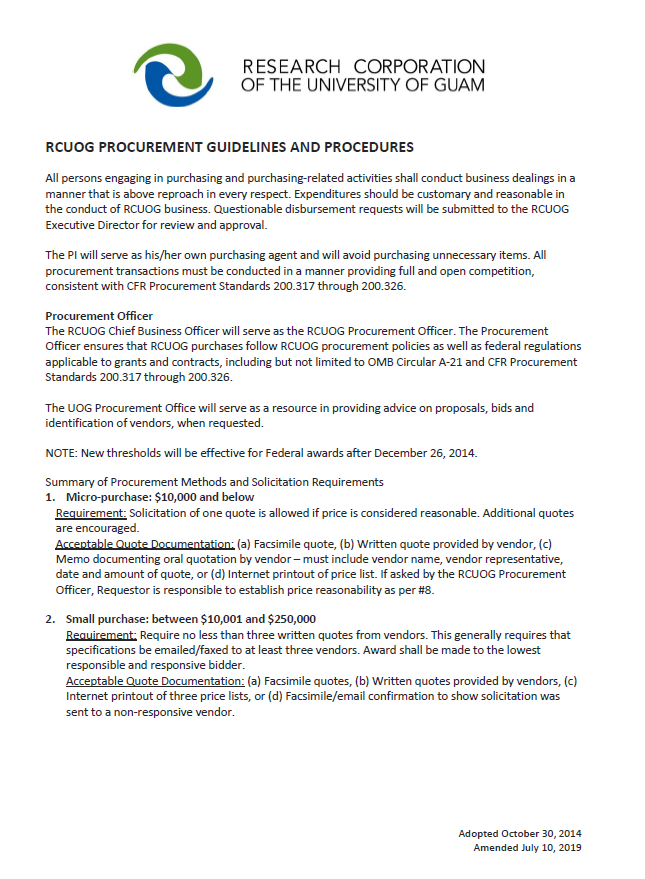 RESEARCH CORPORATION
OF THE UNIVERSITY OF GUAM
RCUOG PROCUREMENT GUIDELINES AND PROCEDURES
All persons engaging in purchasing and purchasing-related activities shall conduct business dealings in a
manner that is above reproach in every respect. Expenditures should be customary and reasonable in
the conduct of RCUOG business. Questionable disbursement requests will be submitted to the RCUOG
Executive Director for review and approval.
The PI will serve as his/her own purchasing agent and will avoid purchasing unnecessary items. All
procurement transactions must be conducted in a manner providing full and open competition,
consistent with CFR Procurement Standards 200.317 through 200.326.
Procurement Officer
The RCUOG Chief Business Officer will serve as the RCUOG Procurement Officer. The Procurement
Officer ensures that RCUOG purchases follow RCUOG procurement policies as well as federal regulations
applicable to grants and contracts, including but not limited to OMB Circular A-21 and CFR Procurement
Standards 200.317 through 200.326.
The UOG Procurement Office will serve as a resource in providing advice on proposals, bids and
identification of vendors, when requested.
NOTE: New thresholds will be effective for Federal awards after December 26, 2014.
Summary of Procurement Methods and Solicitation Requirements
1. Micro-purchase: $10,000 and below
Requirement: Solicitation of one quote is allowed if price is considered reasonable. Additional quotes
are encouraged.
Acceptable Quote Documentation: (a) Facsimile quote, (b) Written quote provided by vendor, (c)
Memo documenting oral quotation by vendor – must include vendor name, vendor representative,
date and amount of quote, or (d) Internet printout of price list. If asked by the RCUOG Procurement
Officer, Requestor is responsible to establish price reasonability as per #8.
2. Small purchase: between $10,001 and $250,000
Requirement: Require no less than three written quotes from vendors. This generally requires that
specifications be emailed/faxed to at least three vendors. Award shall be made to the lowest
responsible and responsive bidder.
Acceptable Quote Documentation: (a) Facsimile quotes, (b) Written quotes provided by vendors, (c)
Internet printout of three price lists, or (d) Facsimile/email confirmation to show solicitation was
sent to a non-responsive vendor.
Adopted October 30, 2014
Amended July 10, 2019